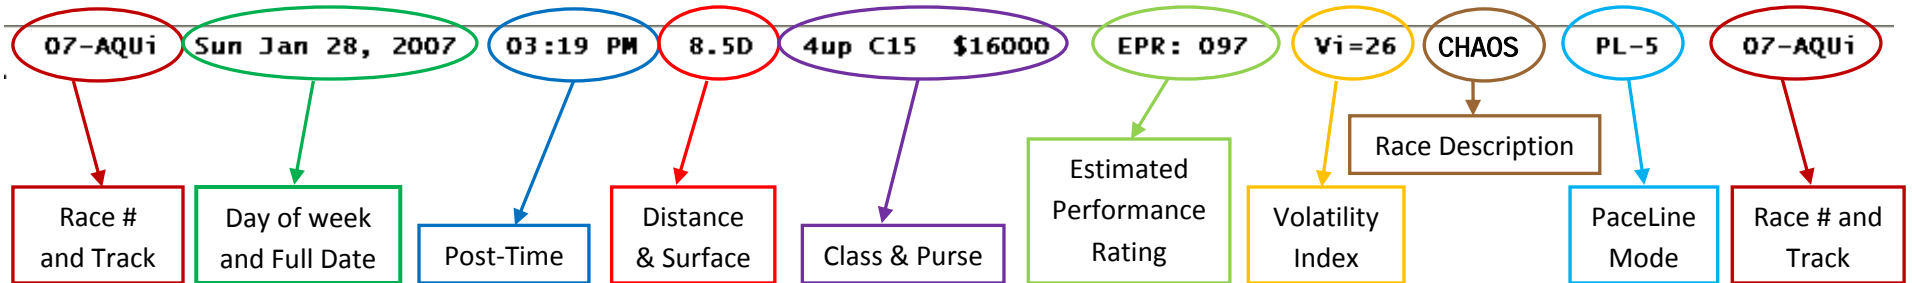 07-AQUi Sun Jan 28, 2007 03:19 PM 8.5D 4up C15 $16000 EPR: 097 Vi=26 CHAOS PL-5 07-AQUi
Race #
and Track
Day of week
and Full Date
Post-Time
Distance
& Surface
Class & Purse
Estimated
Performance
Rating
Volatility
Index
Race Description
PaceLine
Mode
Race # and
Track